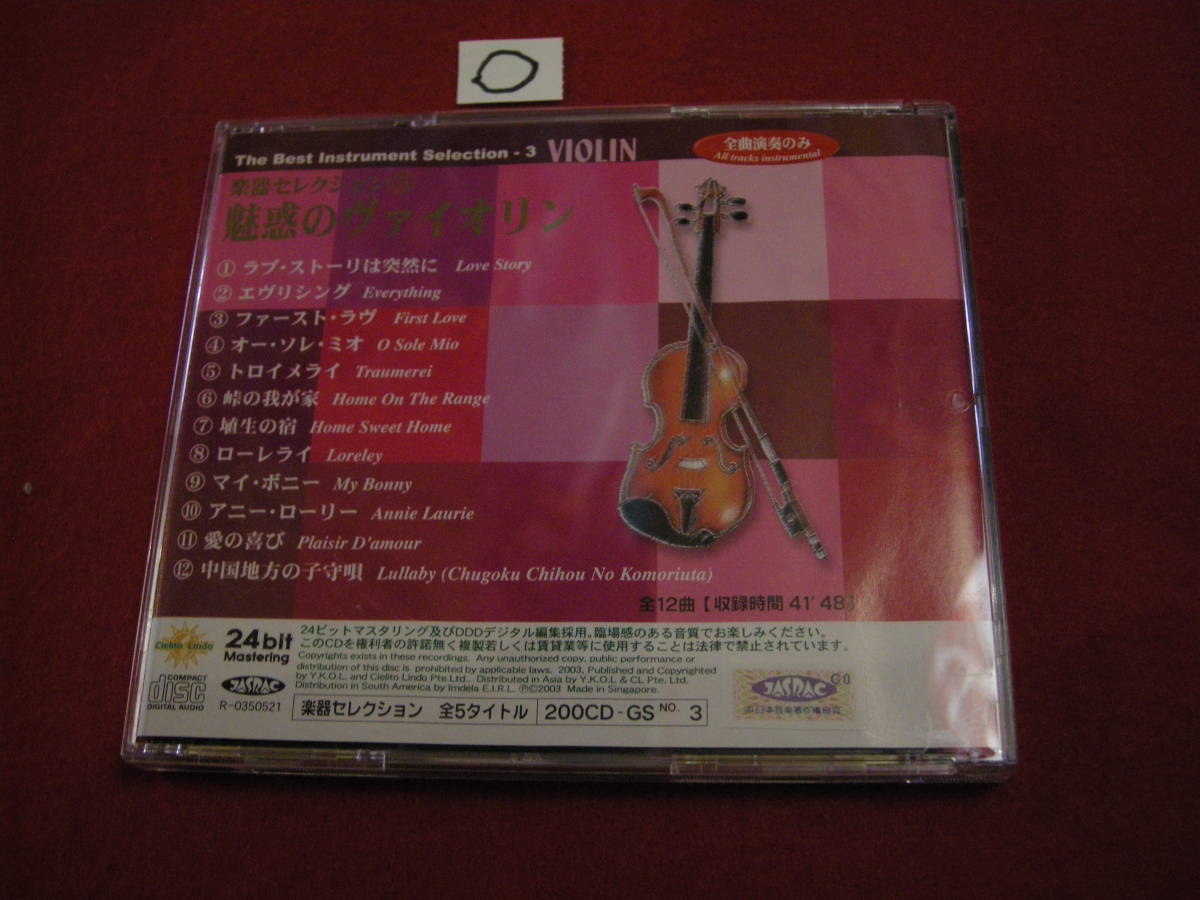 The Best Instrument Selection - 3 VIOLIN
全曲演奏のみ
All tracks instrumental
楽器セレクション
魅惑のヴァイオリン
① ラブ・ストーリは突然に Love Story
② エヴリシング Everything
③ ファースト・ラヴ First Love
④ オー・ソレ・ミオ O Sole Mio
⑤ トロイメライ Traumerei
⑥ 峠の我が家 Home On The Range
⑦ 埴生の宿 Home Sweet Home
⑧ ローレライ Loreley
⑨ マイ・ボニー My Bonny
⑩ アニー・ローリー Annie Laurie
⑪ 愛の喜び Plaisir D'amour
⑫ 中国地方の子守唄 Lullaby (Chugoku Chihou No Komoriuta)
全12曲【収録時間 41'48】
Cielito Lindo
24bit
Mastering
24ビットマスタリング及びDDDデジタル編集採用。臨場感のある音質でお楽しみください。
このCDを権利者の許諾無く複製若しくは賃貸業等に使用することは法律で禁止されています。
Copyrights exists in these recordings. Any unauthorized copy, public performance or
distribution of this disc is prohibited by applicable laws. 2003, Published and Copyrighted
by Y.K.O.L. and Cielito Lindo Pte.Ltd.. Distributed in Asia by Y.K.O.L & CL Pte. Ltd.
Distribution in South America by Imdela E.I.R.L. ℗©2003 Made in Singapore.
COMPACT
disc
DIGITAL AUDIO
JASRAC
R-0350521
楽器セレクション 全5タイトル
200CD-GS NO. 3
JASRAC